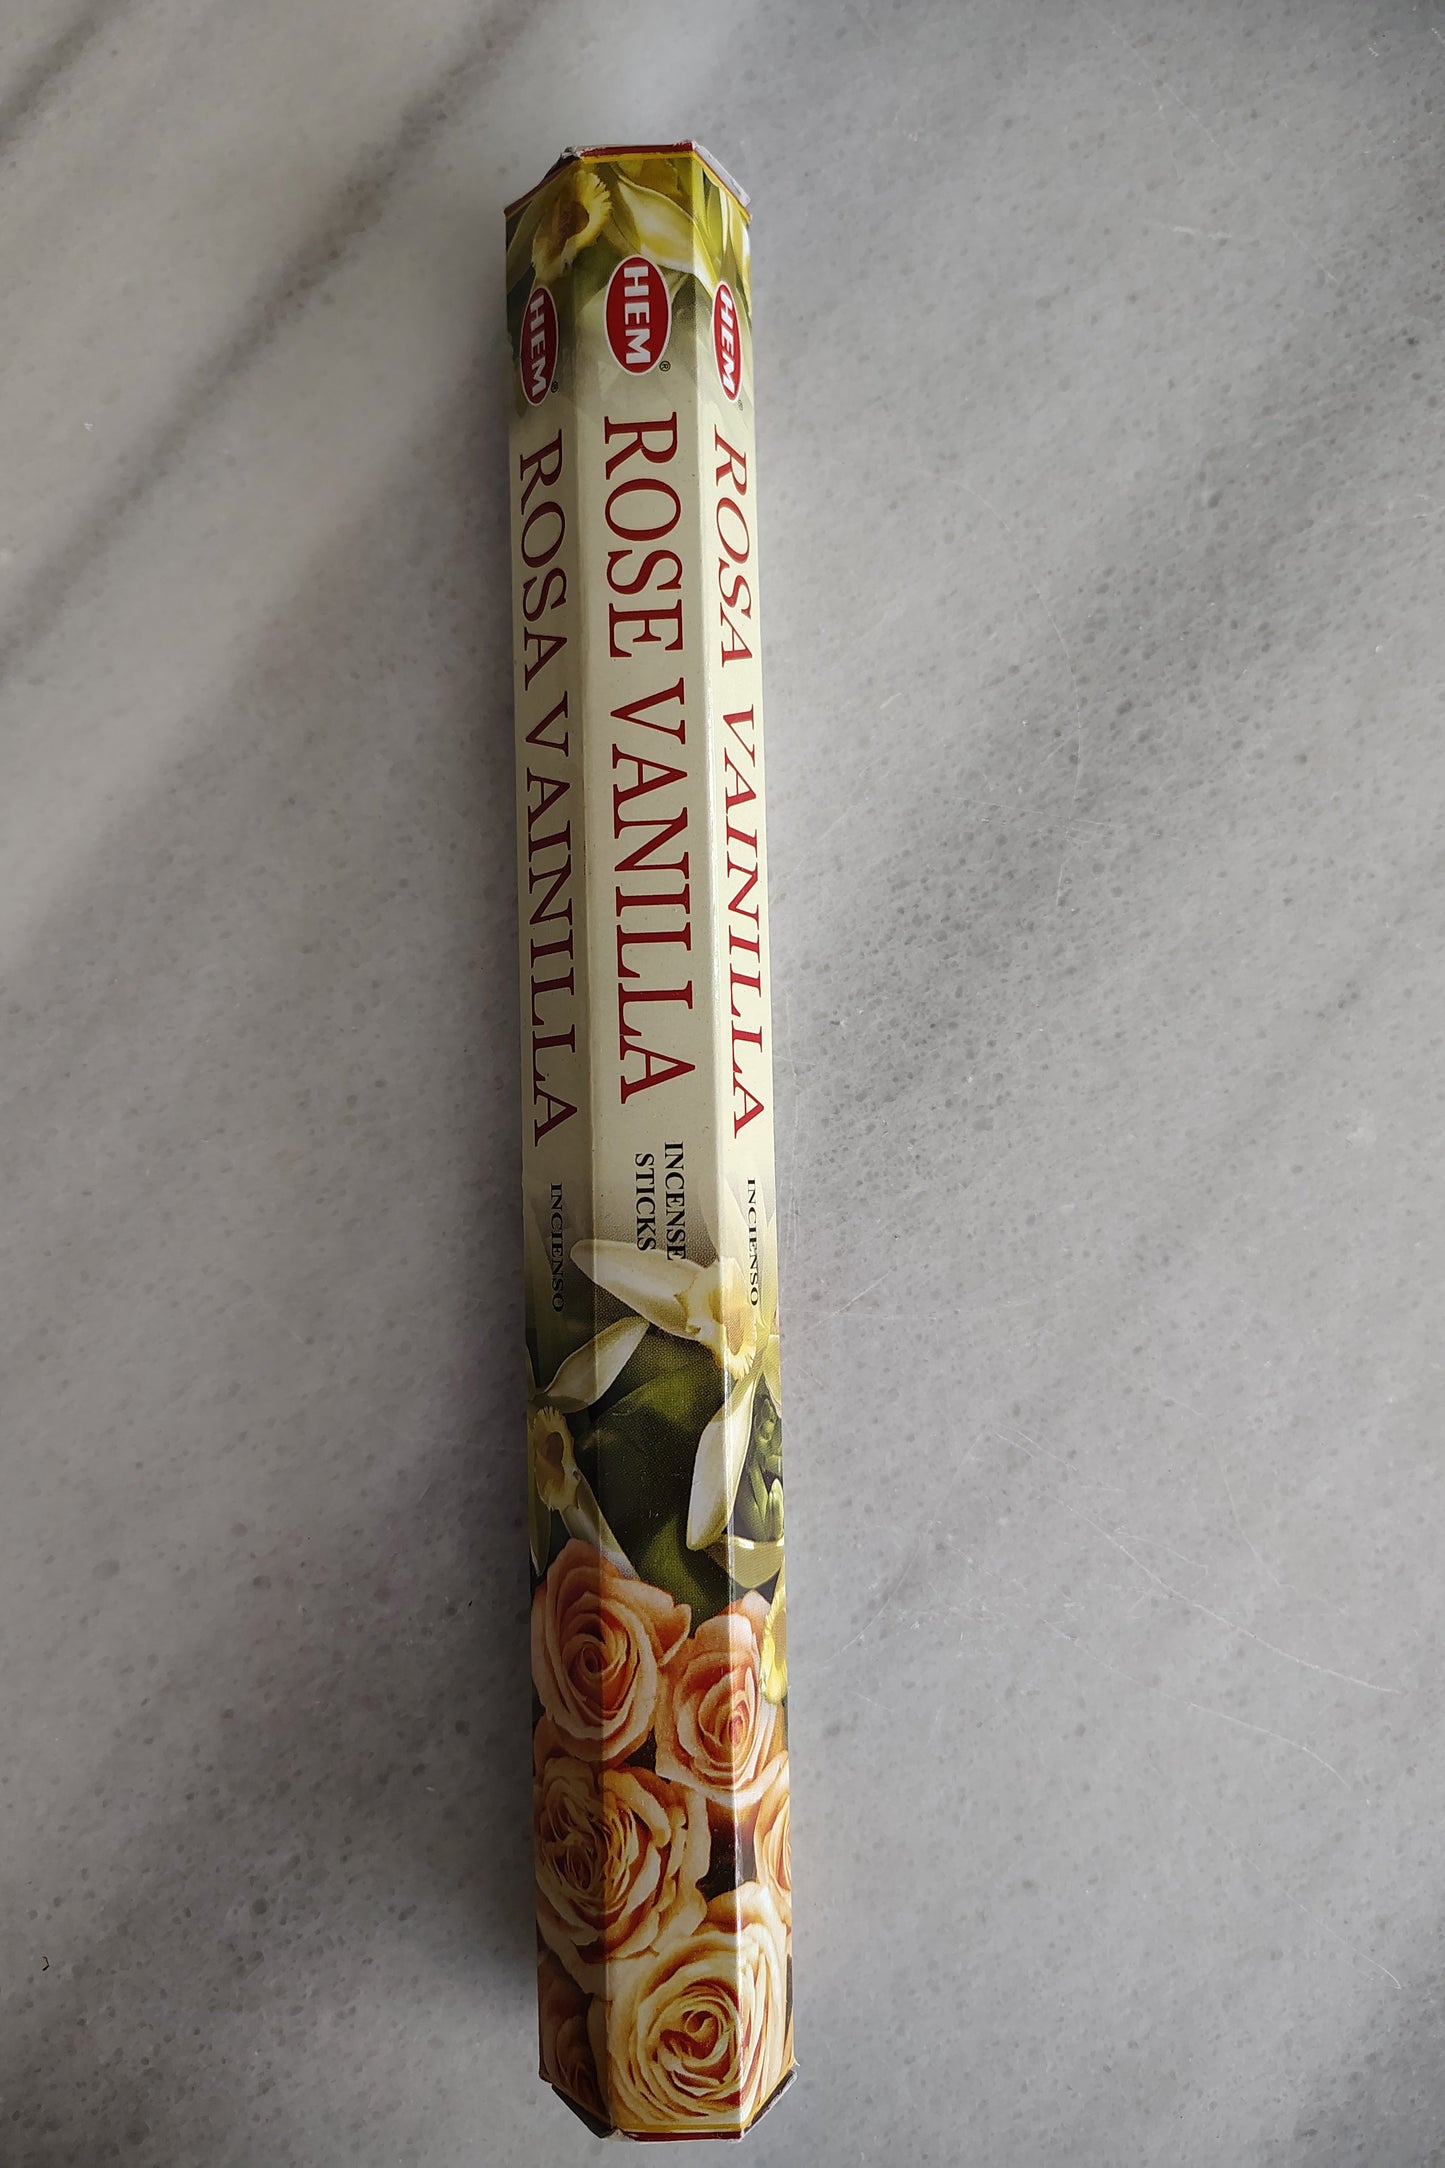 HEM®
ROSA VAINILLA
INCIENSO
HEM®
ROSE VANILLA
INCENSE
STICKS
HEM®
ROSA VAINILLA
INCIENSO